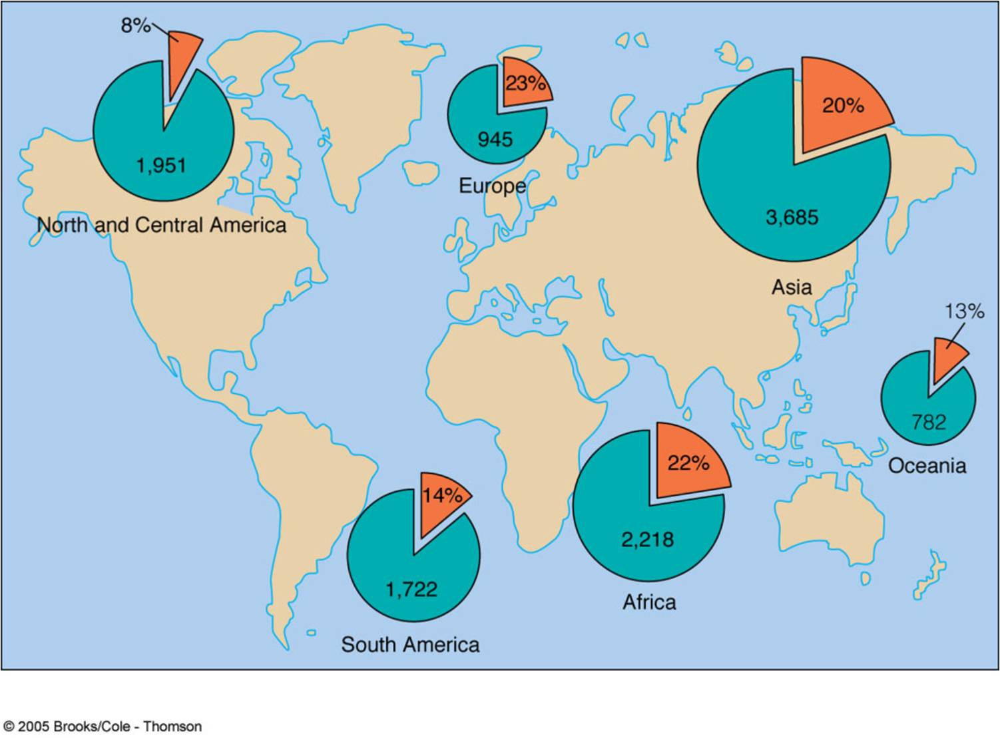 8%
1,951
North and Central America
23%
945
Europe
20%
3,685
Asia
13%
782
Oceania
14%
1,722
South America
22%
2,218
Africa
© 2005 Brooks/Cole - Thomson